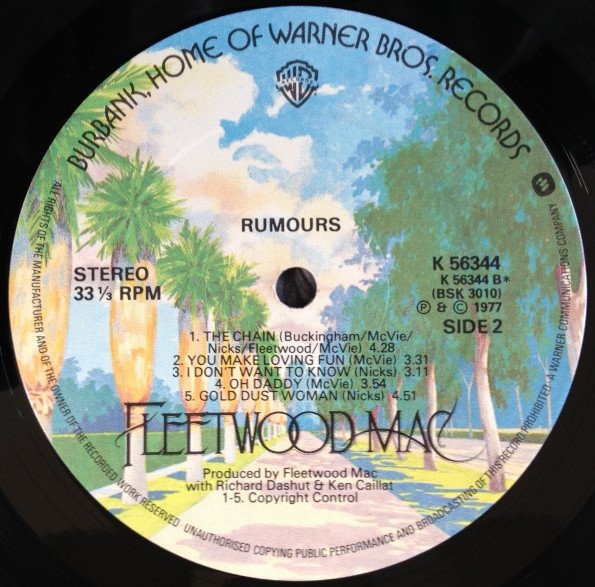 BURBANK, HOME OF WARNER BROS. RECORDS
RUMOURS
STEREO
33 ⅓ RPM
K 56344
K 56344 B*
(BSK 3010)
Ⓟ & © 1977
SIDE 2
1. THE CHAIN (Buckingham/McVie/
Nicks/Fleetwood/McVie) 4.28
2. YOU MAKE LOVING FUN (McVie) 3.31
3. I DON'T WANT TO KNOW (Nicks) 3.11
4. OH DADDY (McVie) 3.54
5. GOLD DUST WOMAN (Nicks) 4.51
FLEETWOOD MAC
Produced by Fleetwood Mac
with Richard Dashut & Ken Caillat
1-5. Copyright Control
ALL RIGHTS OF THE MANUFACTURER AND OF THE OWNER OF THE RECORDED WORK RESERVED. UNAUTHORISED COPYING PUBLIC PERFORMANCE AND BROADCASTING OF THIS RECORD PROHIBITED. A WARNER COMMUNICATIONS COMPANY